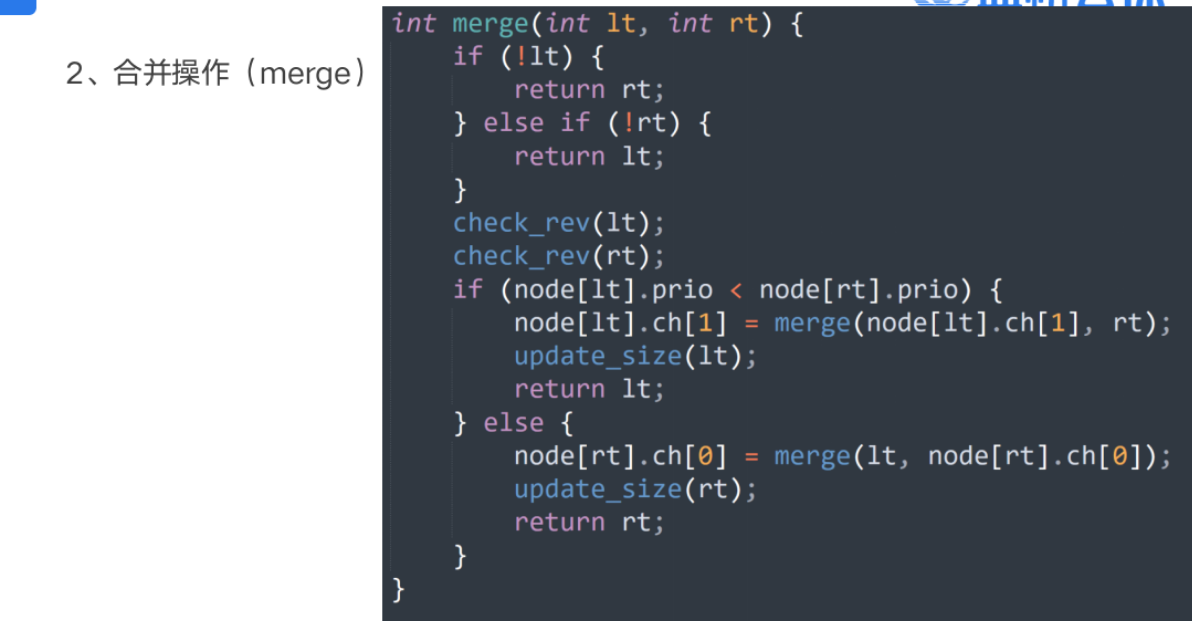 2、合并操作（merge）
int merge(int lt, int rt) {
    if (!lt) {
        return rt;
    } else if (!rt) {
        return lt;
    }
    check_rev(lt);
    check_rev(rt);
    if (node[lt].prio < node[rt].prio) {
        node[lt].ch[1] = merge(node[lt].ch[1], rt);
        update_size(lt);
        return lt;
    } else {
        node[rt].ch[0] = merge(lt, node[rt].ch[0]);
        update_size(rt);
        return rt;
    }
}